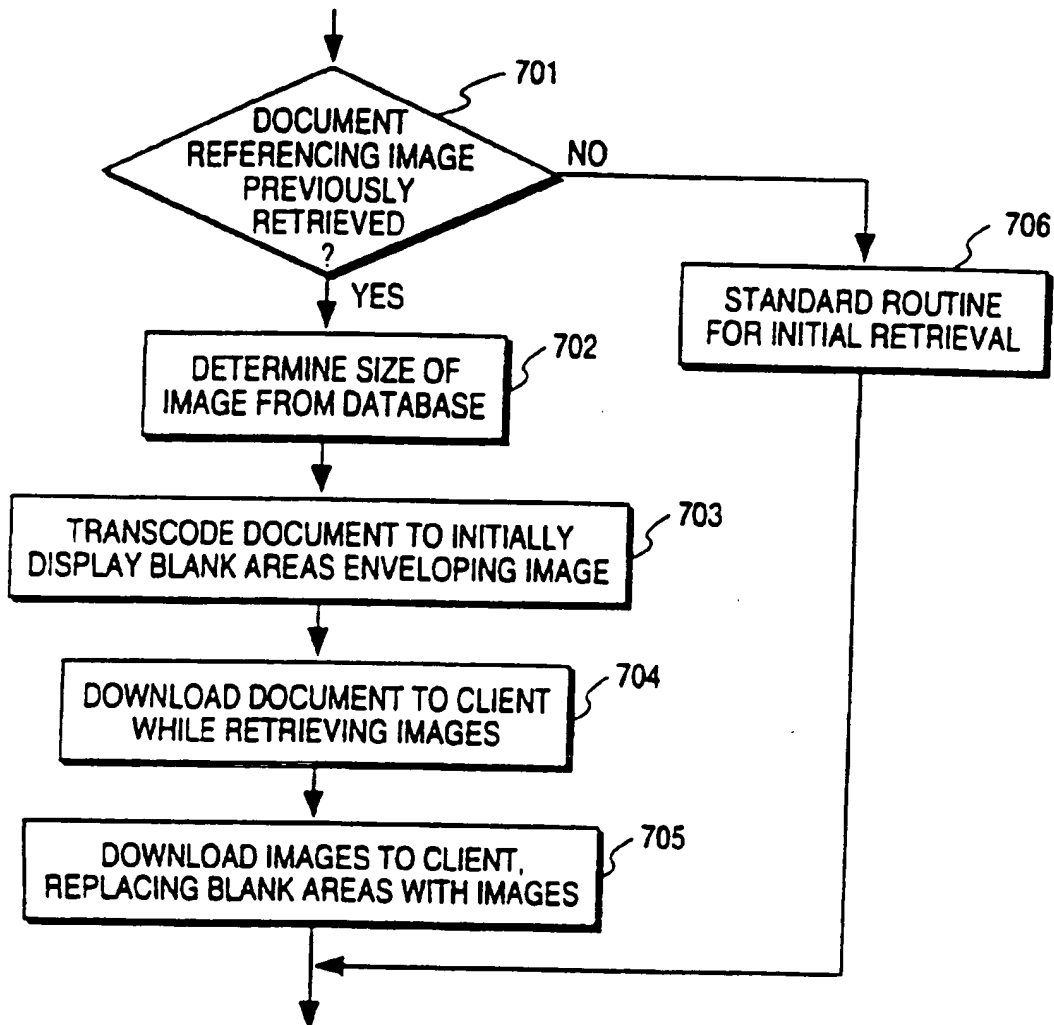 701
DOCUMENT
REFERENCING IMAGE
PREVIOUSLY
RETRIEVED
?
NO
YES
706
STANDARD ROUTINE
FOR INITIAL RETRIEVAL
702
DETERMINE SIZE OF
IMAGE FROM DATABASE
703
TRANSCODE DOCUMENT TO INITIALLY
DISPLAY BLANK AREAS ENVELOPING IMAGE
704
DOWNLOAD DOCUMENT TO CLIENT
WHILE RETRIEVING IMAGES
705
DOWNLOAD IMAGES TO CLIENT,
REPLACING BLANK AREAS WITH IMAGES